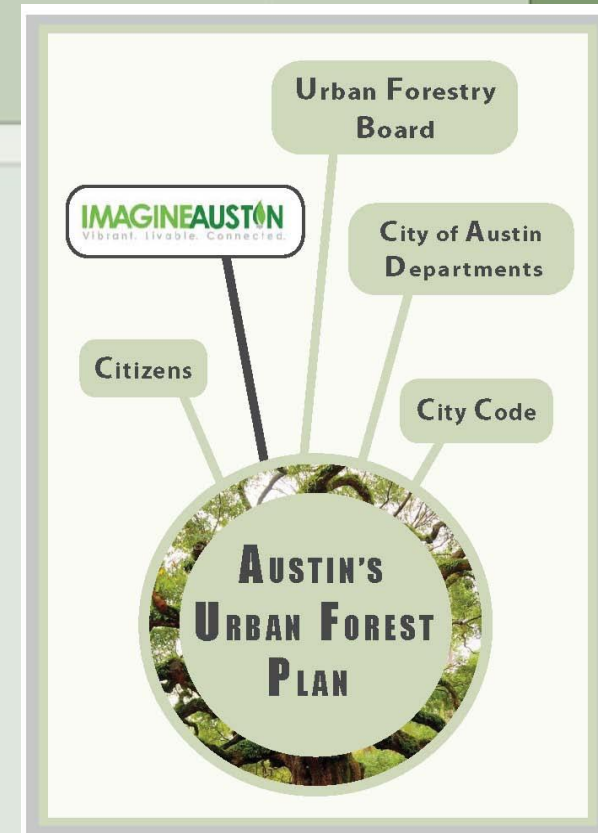 Urban Forestry
Board
IMAGINEAUSTIN
Vibrant. Livable. Connected.
City of Austin
Departments
Citizens
City Code
AUSTIN'S
URBAN FOREST
PLAN